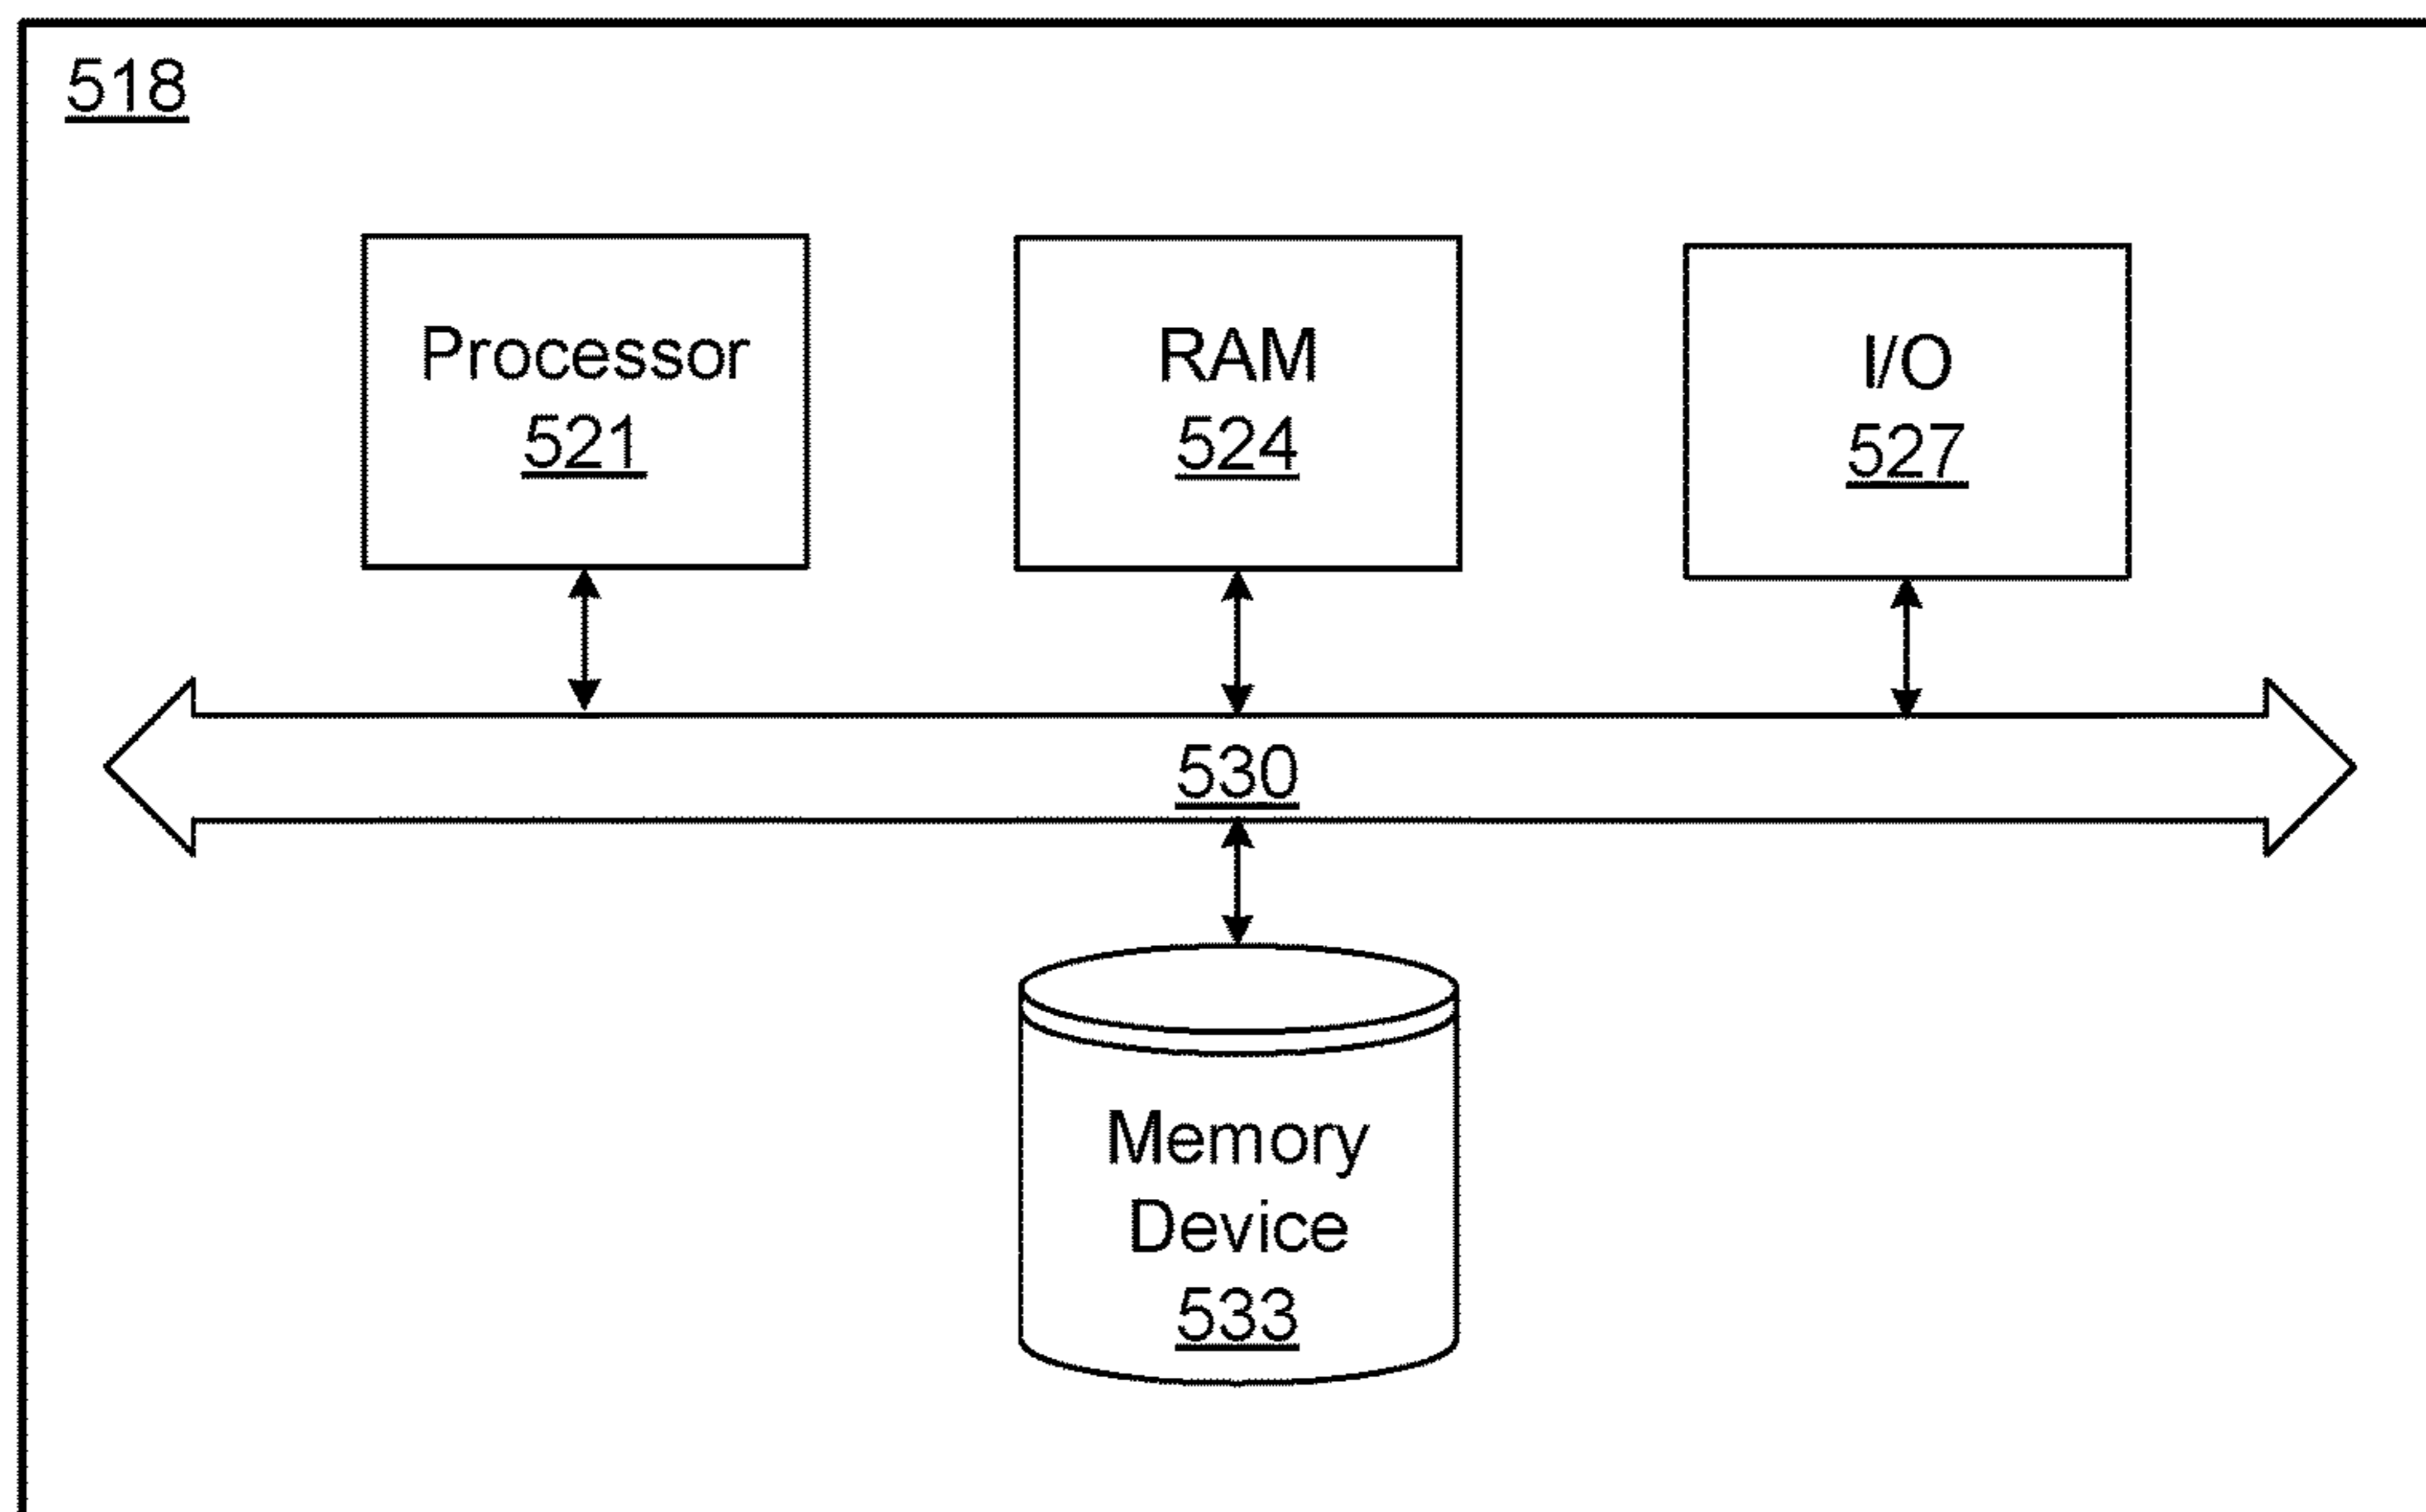 518
Processor
521
RAM
524
I/O
527
530
Memory
Device
533